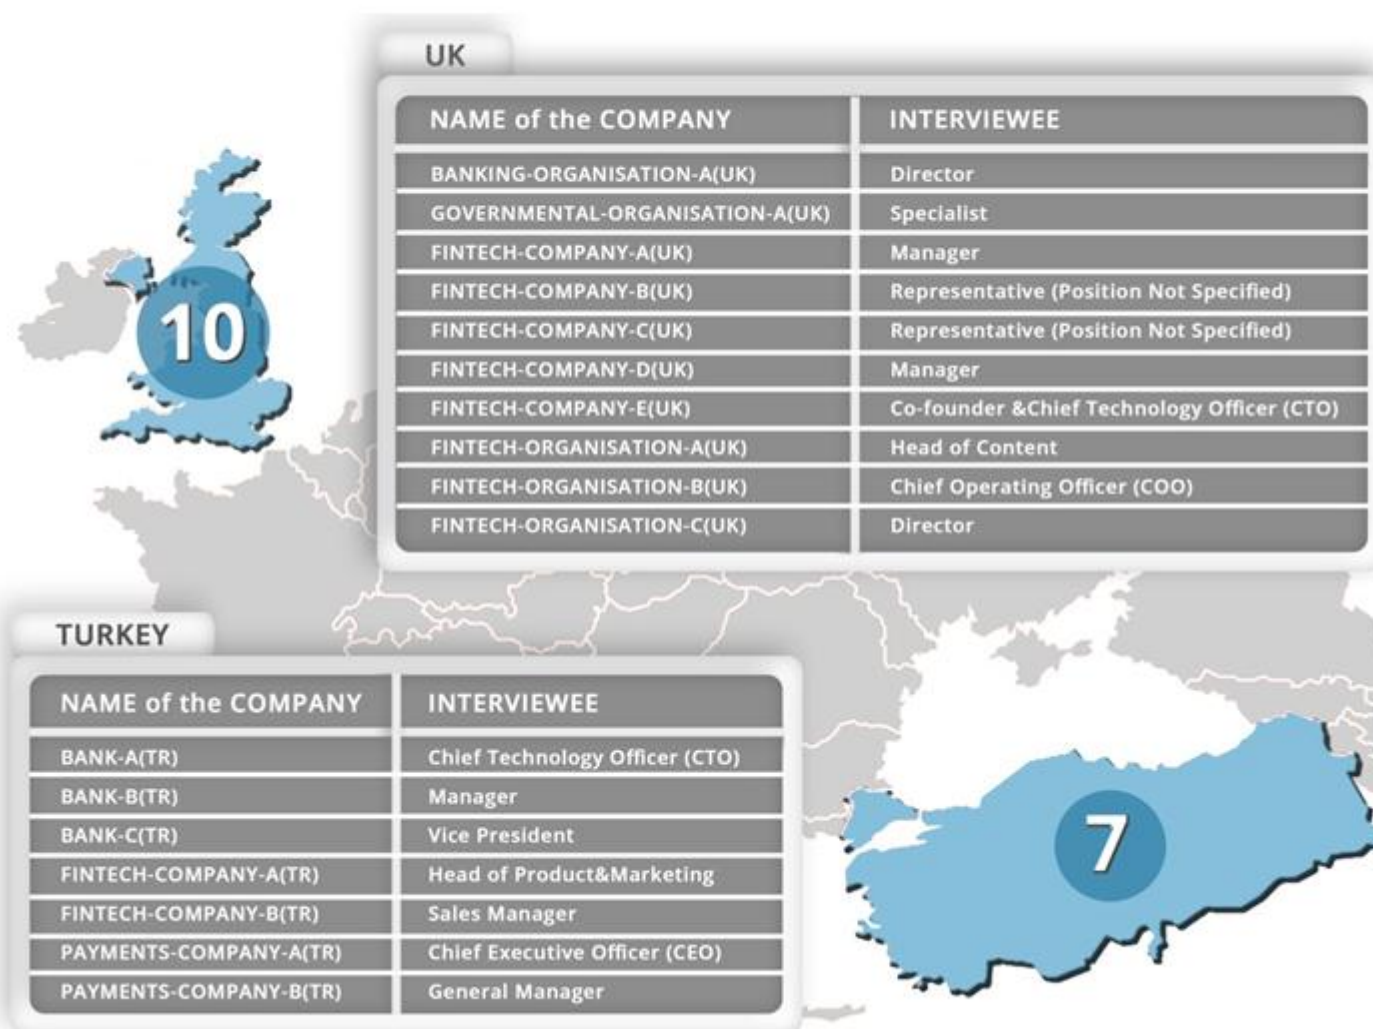 UK
NAME of the COMPANY INTERVIEWEE
BANKING-ORGANISATION-A(UK) Director
GOVERNMENTAL-ORGANISATION-A(UK) Specialist
FINTECH-COMPANY-A(UK) Manager
FINTECH-COMPANY-B(UK) Representative (Position Not Specified)
FINTECH-COMPANY-C(UK) Representative (Position Not Specified)
FINTECH-COMPANY-D(UK) Manager
FINTECH-COMPANY-E(UK) Co-founder &Chief Technology Officer (CTO)
FINTECH-ORGANISATION-A(UK) Head of Content
FINTECH-ORGANISATION-B(UK) Chief Operating Officer (COO)
FINTECH-ORGANISATION-C(UK) Director
10
TURKEY
NAME of the COMPANY INTERVIEWEE
BANK-A(TR) Chief Technology Officer (CTO)
BANK-B(TR) Manager
BANK-C(TR) Vice President
FINTECH-COMPANY-A(TR) Head of Product&Marketing
FINTECH-COMPANY-B(TR) Sales Manager
PAYMENTS-COMPANY-A(TR) Chief Executive Officer (CEO)
PAYMENTS-COMPANY-B(TR) General Manager
7